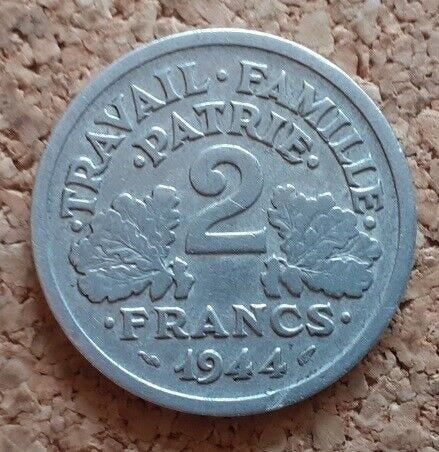 ·TRAVAIL·FAMILLE·
·PATRIE·
2
·FRANCS·
1944